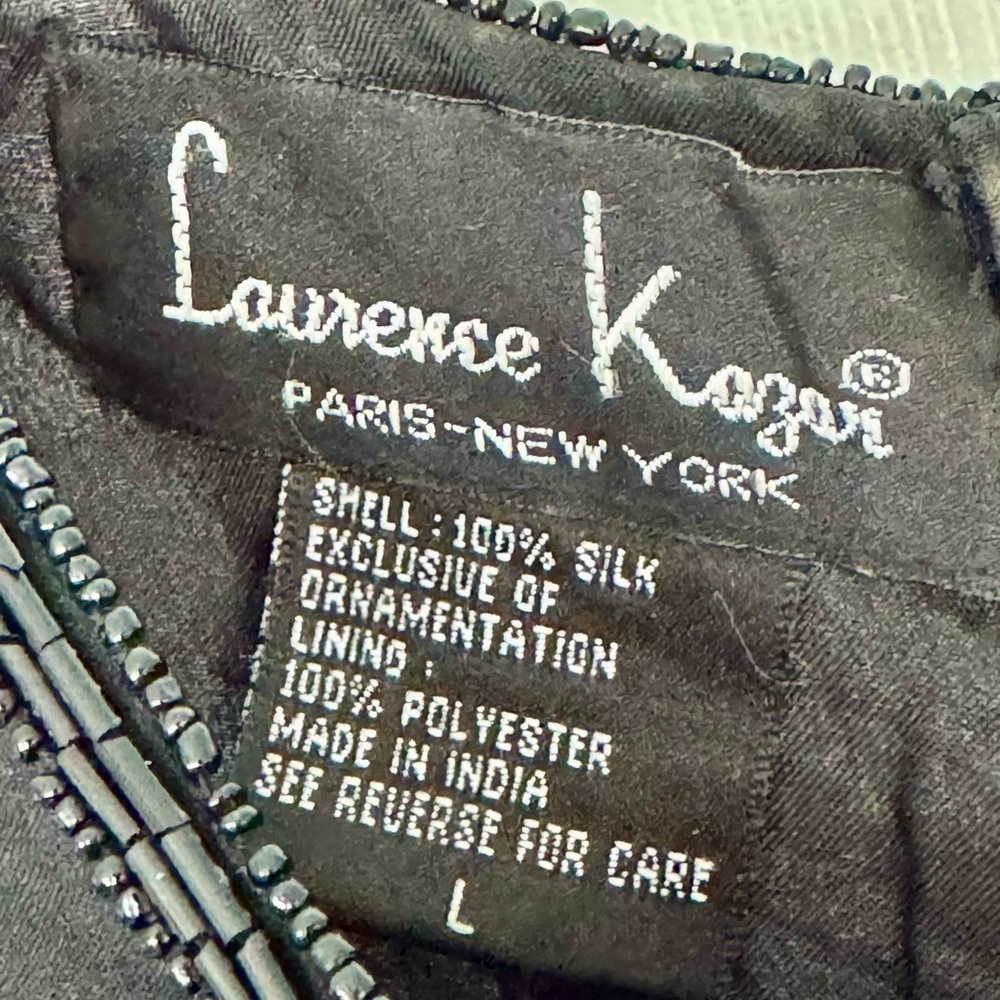 Laurence Kazar®
PARIS-NEW YORK
SHELL : 100% SILK
EXCLUSIVE OF
ORNAMENTATION
LINING :
100% POLYESTER
MADE IN INDIA
SEE REVERSE FOR CARE
L